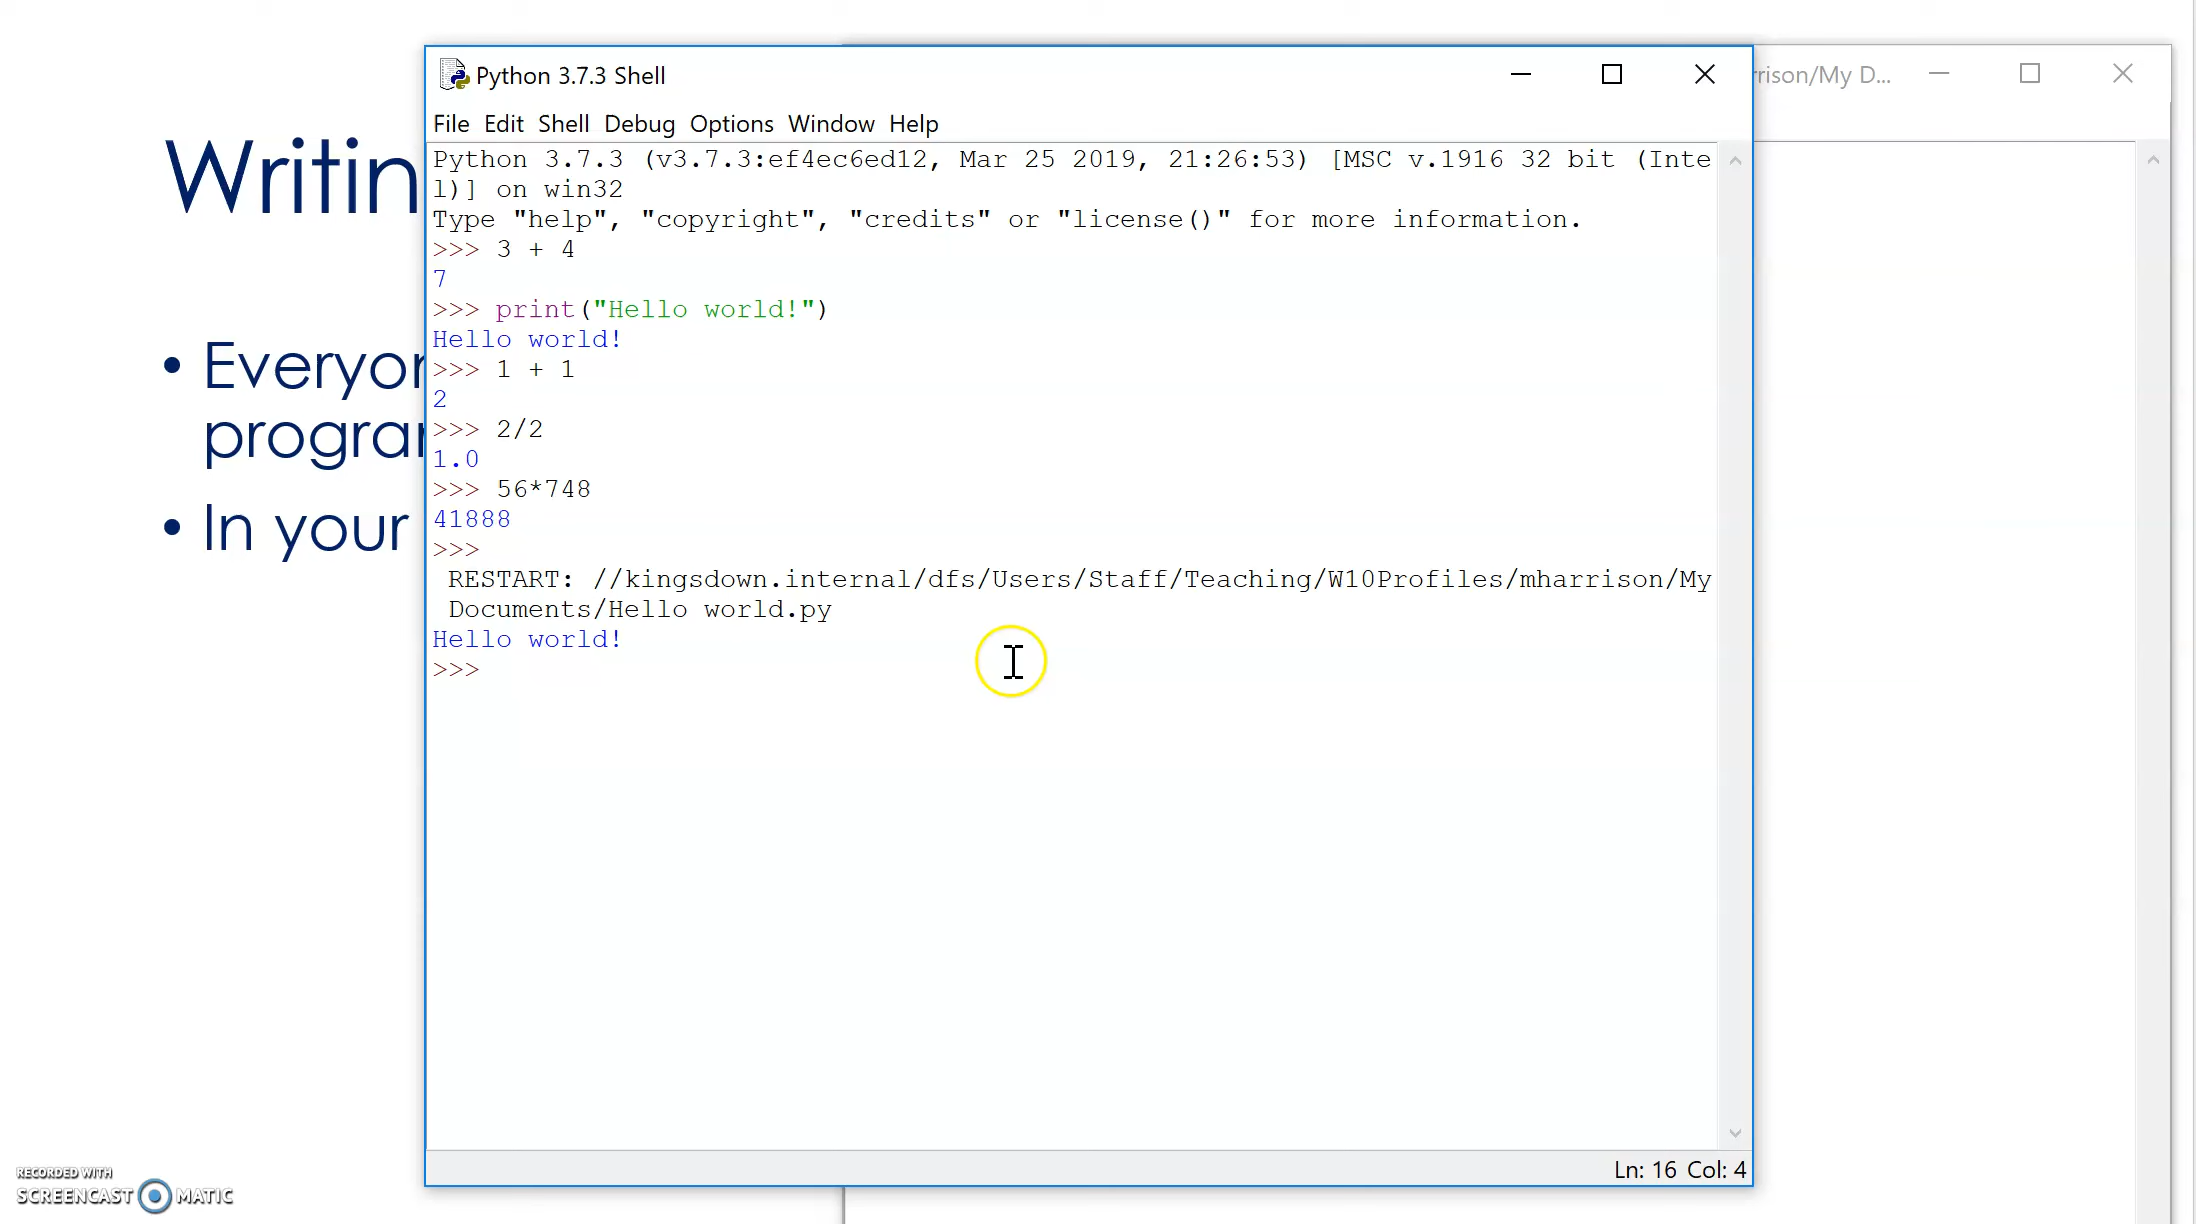 Python 3.7.3 Shell
rison/My D...
File Edit Shell Debug Options Window Help
Python 3.7.3 (v3.7.3:ef4ec6ed12, Mar 25 2019, 21:26:53) [MSC v.1916 32 bit (Inte
l)] on win32
Type "help", "copyright", "credits" or "license()" for more information.
>>> 3 + 4
7
>>> print("Hello world!")
Hello world!
>>> 1 + 1
2
>>> 2/2
1.0
>>> 56*748
41888
>>>
RESTART: //kingsdown.internal/dfs/Users/Staff/Teaching/W10Profiles/mharrison/My
Documents/Hello world.py
Hello world!
>>>
Ln: 16 Col: 4
Writin
• Everyon
progran
• In your
RECORDED WITH
SCREENCAST MATIC